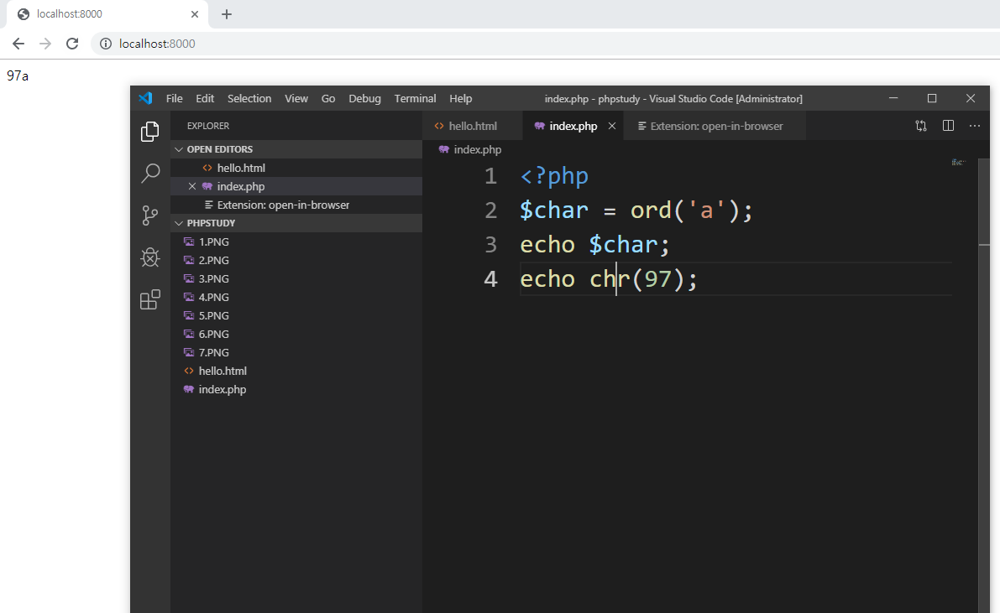 localhost:8000
localhost:8000
97a
File Edit Selection View Go Debug Terminal Help index.php - phpstudy - Visual Studio Code [Administrator]
EXPLORER
OPEN EDITORS
hello.html
index.php
Extension: open-in-browser
PHPSTUDY
1.PNG
2.PNG
3.PNG
4.PNG
5.PNG
6.PNG
7.PNG
hello.html
index.php
hello.html index.php Extension: open-in-browser
index.php
1 <?php
2 $char = ord('a');
3 echo $char;
4 echo chr(97);